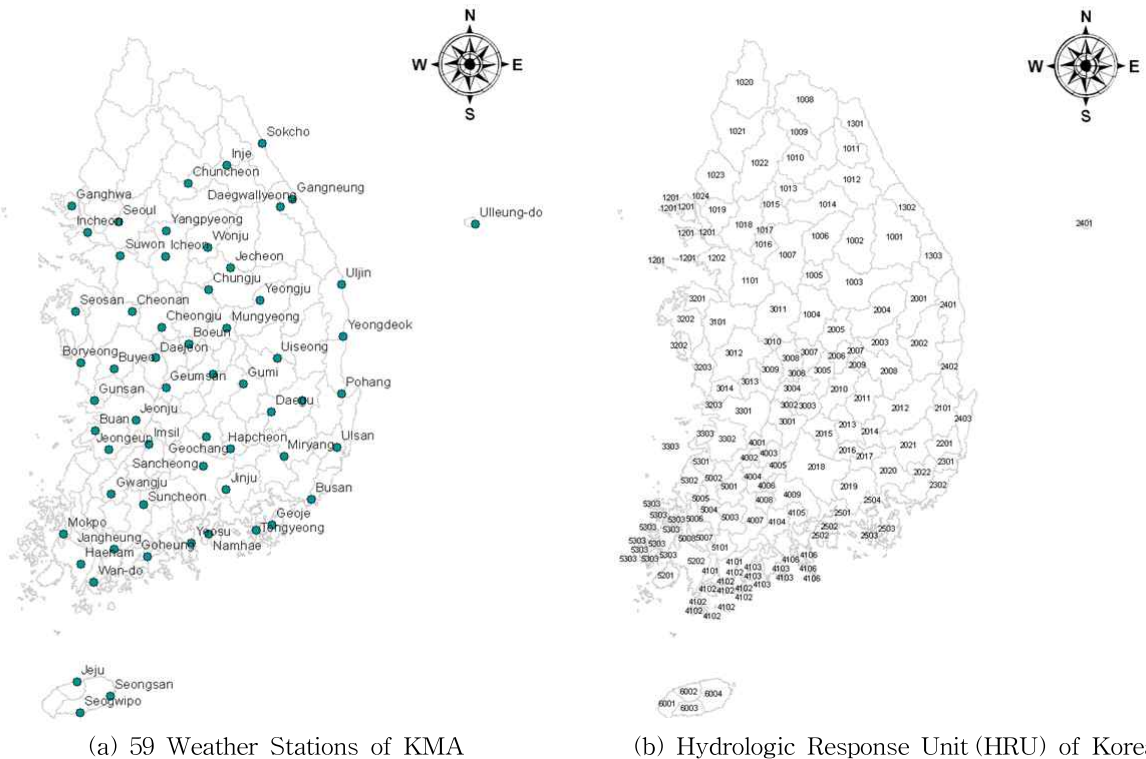 N
W E
S
Sokcho
Inje
Chuncheon
Gangneung
Daegwallyeong
Ganghwa
Seoul
Ulleung-do
Incheon
Yangpyeong
Wonju
Suwon Icheon
Jecheon
Uljin
Chungju
Yeongju
Seosan Cheonan
Cheongju Mungyeong
Yeongdeok
Boeun
Boryeong Buyeo Daejeon
Uiseong
Geumsan Gumi
Pohang
Gunsan
Daegu
Jeonju
Buan
Imsil
Jeongeup
Hapcheon
Ulsan
Geochang
Miryang
Sancheong
Gwangju
Jinju
Busan
Suncheon
Geoje
Mokpo
Yeosu Tongyeong
Jangheung
Goheung Namhae
Haenam
Wan-do
Jeju
Seongsan
Seogwipo
(a) 59 Weather Stations of KMA
N
W E
S
1020
1008
1301
1021 1009
1011
1022 1010
1023 1012
1013
1201 1024
1201 1201 1019 1015 1014 1302
1018 1017
1201 1201 1006 1002 1001
1016
1201 1201 1202 1007 1303
1101 1005
1003
3201 2001 2401
3011 1004 2004
3202 3101
2005
3202 3010 2003 2002
3012 3007 2007
3008 2006
3203 3009 2009 2402
3006 3005 2008
3013
3014 3004 2010
2011
3203 3301 3002 3003 2012 2101
2403
3001 2013
3303 3302 2015 2014
3303 4001 2021 2201
4002 4003 2016
2017
5301 4005 2018 2301
2020 2022
5302 5002 4004
5001 4006 2019 2302
5005 4008 4009
5303 2504
5004 4105 2501
5303 5303 5006 5003 4007 4104
5303 5303 2502 2503
5303 5303 5008 5007 2502 2503
5303 5101
5303 5303 5303 4106
5202 4101 4105
4103 4103 4106
5201 4101 4102
4102 4103 4103 4106
4102 4102 4103
4102 4102
4102 4102
4102
6002 6004
6001 6003
(b) Hydrologic Response Unit (HRU) of Korea